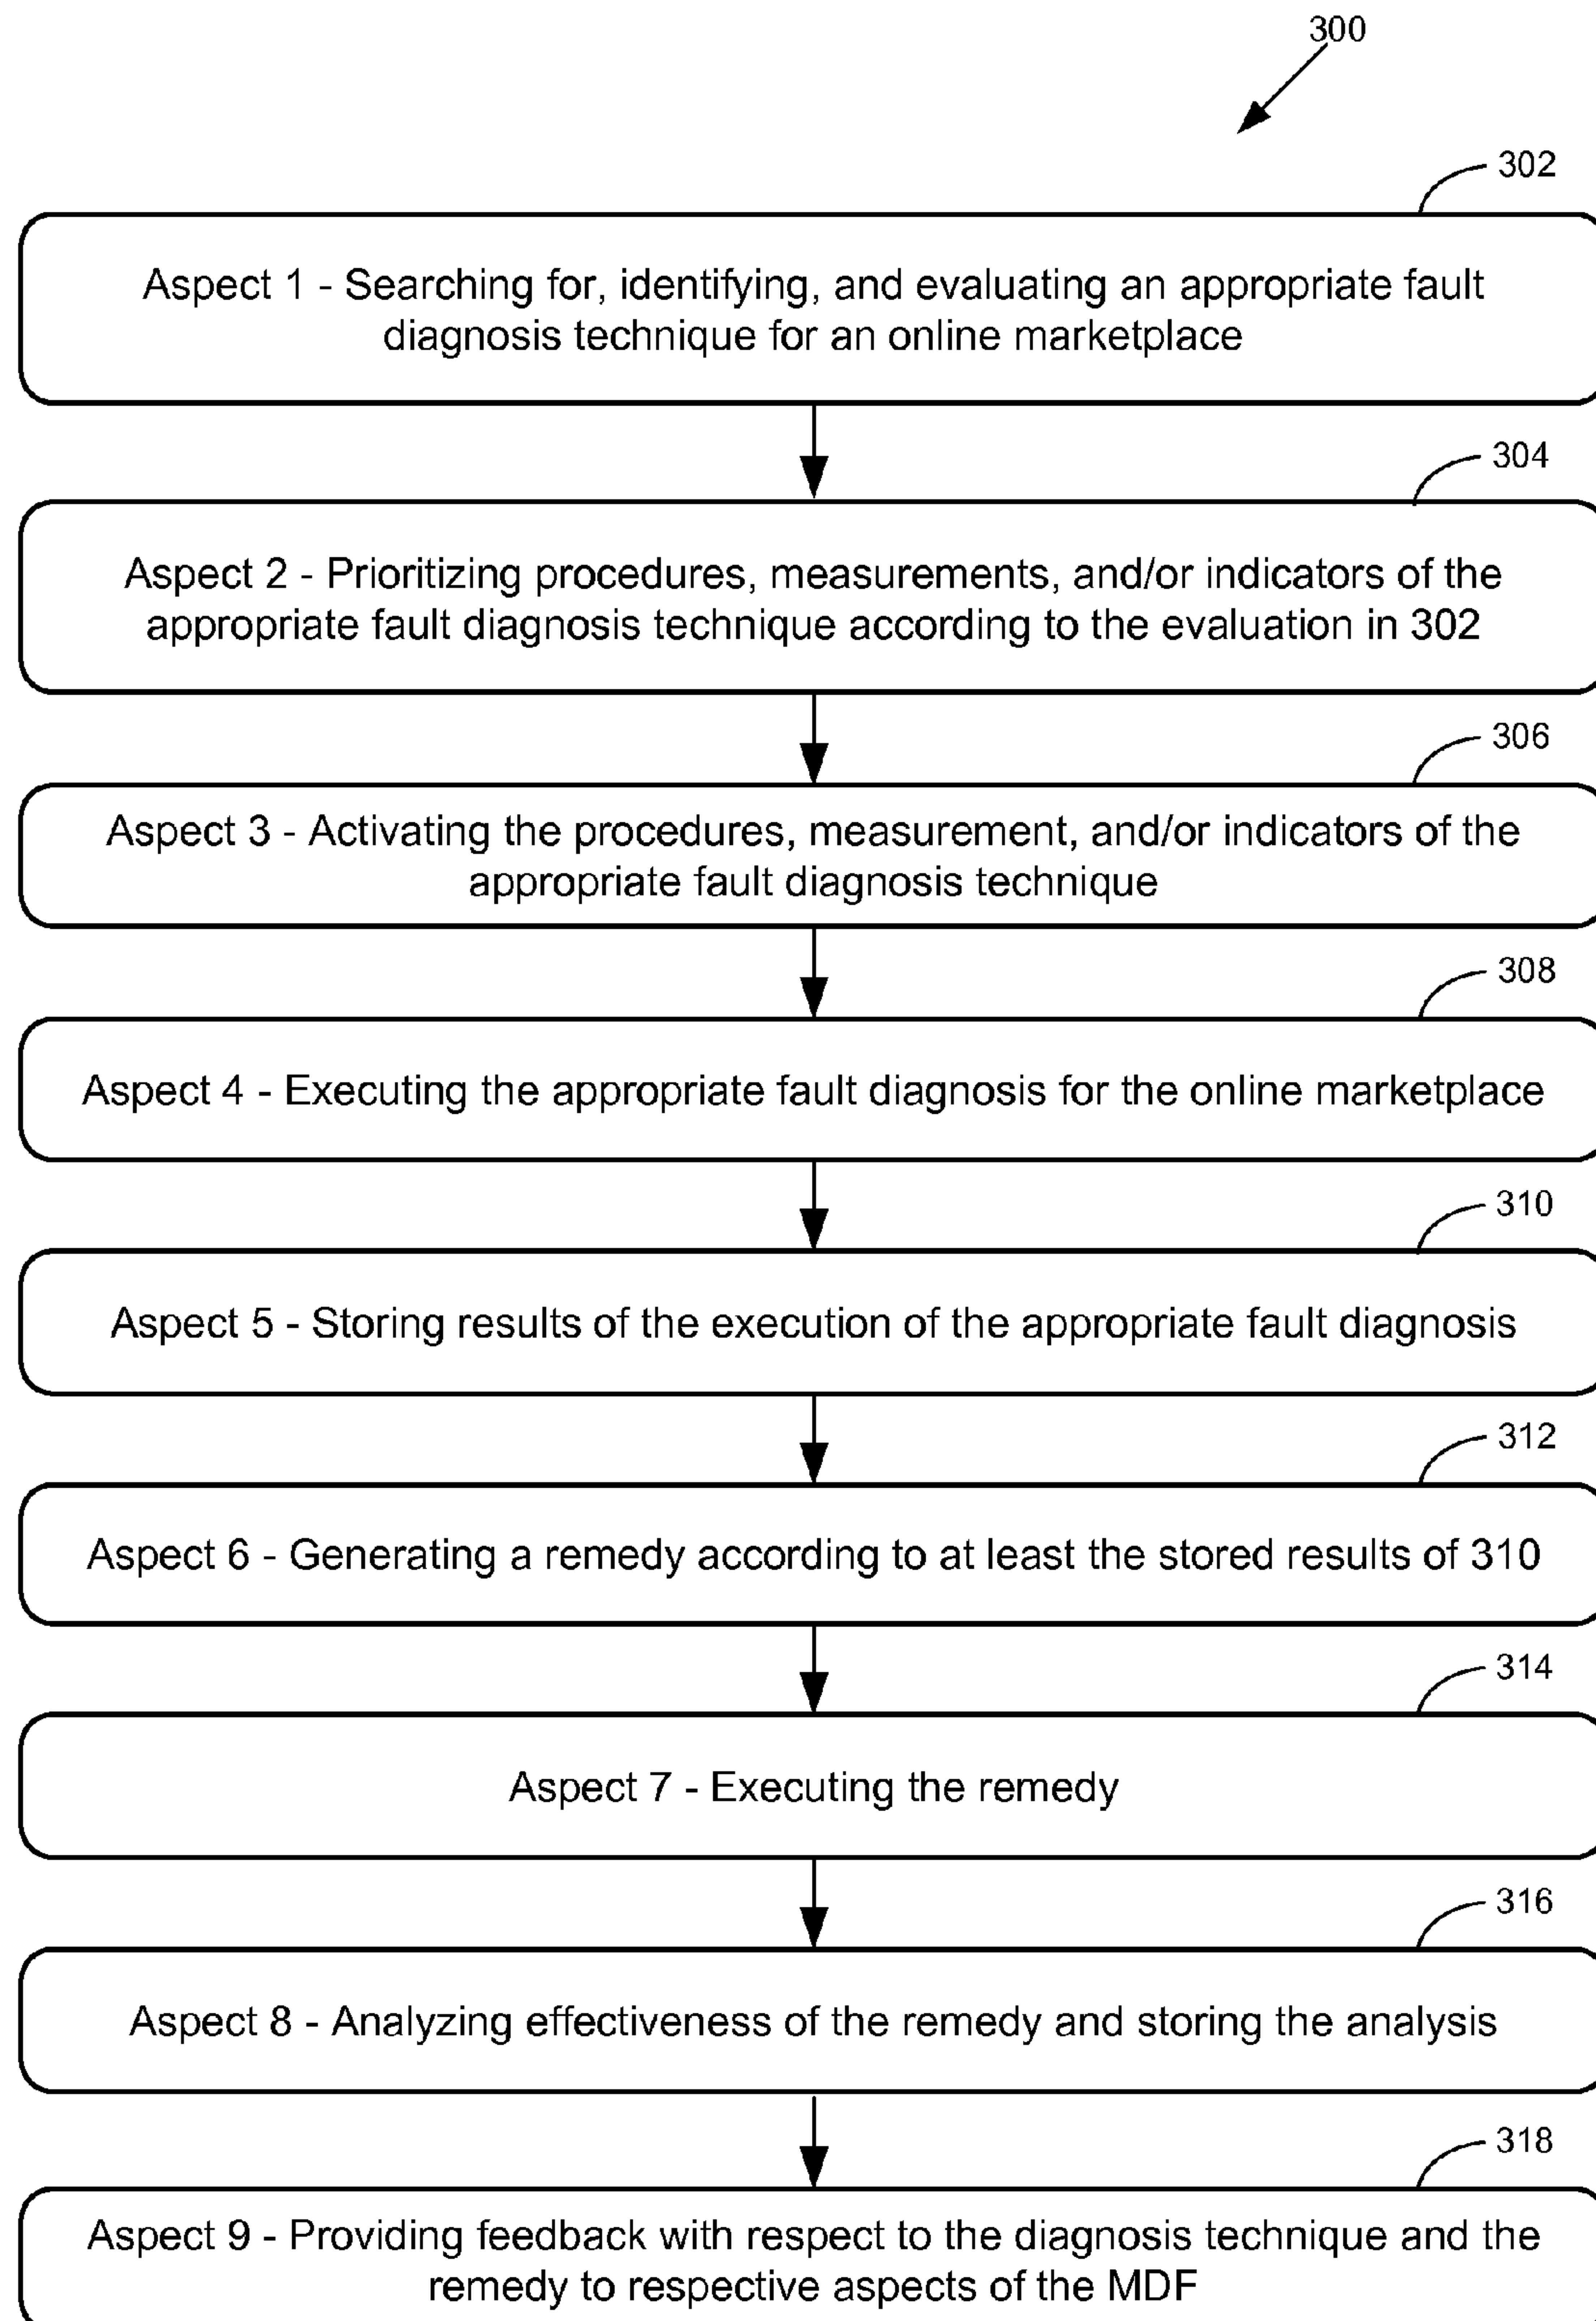 300
302
Aspect 1 - Searching for, identifying, and evaluating an appropriate fault
diagnosis technique for an online marketplace
304
Aspect 2 - Prioritizing procedures, measurements, and/or indicators of the
appropriate fault diagnosis technique according to the evaluation in 302
306
Aspect 3 - Activating the procedures, measurement, and/or indicators of the
appropriate fault diagnosis technique
308
Aspect 4 - Executing the appropriate fault diagnosis for the online marketplace
310
Aspect 5 - Storing results of the execution of the appropriate fault diagnosis
312
Aspect 6 - Generating a remedy according to at least the stored results of 310
314
Aspect 7 - Executing the remedy
316
Aspect 8 - Analyzing effectiveness of the remedy and storing the analysis
318
Aspect 9 - Providing feedback with respect to the diagnosis technique and the
remedy to respective aspects of the MDF